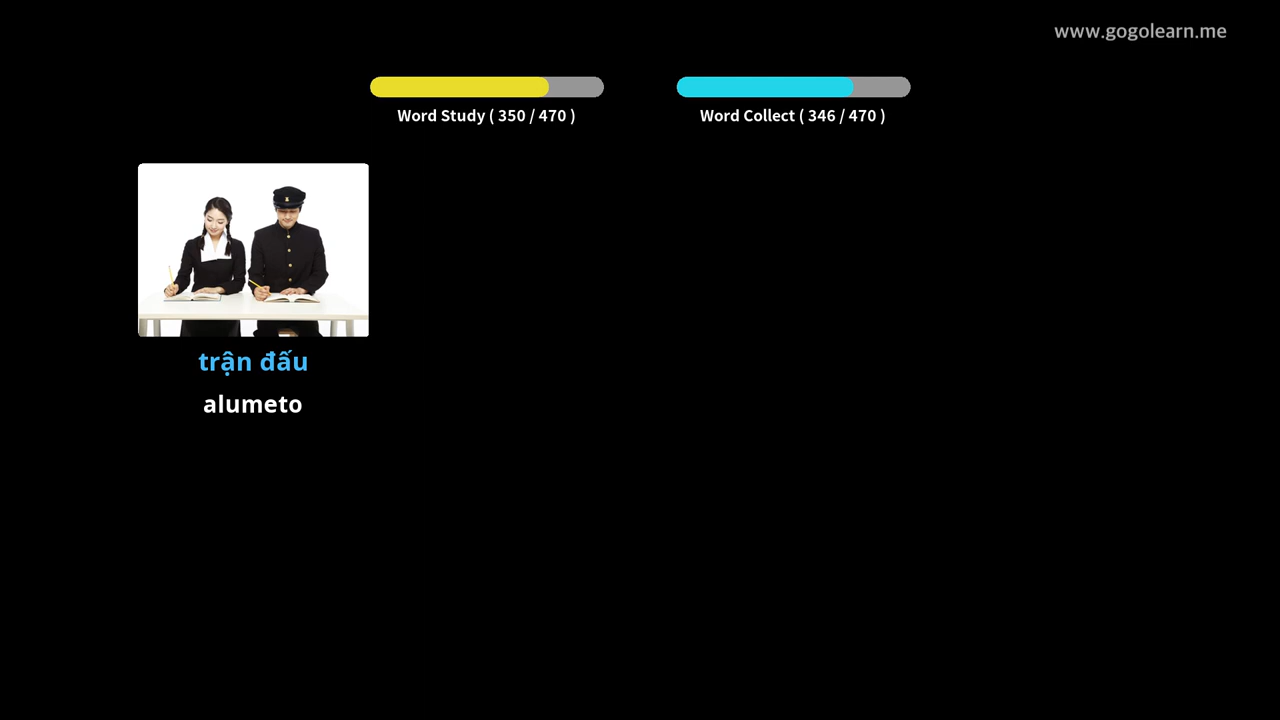 www.gogolearn.me
Word Study ( 350 / 470 )
Word Collect ( 346 / 470 )
trận đấu
alumeto